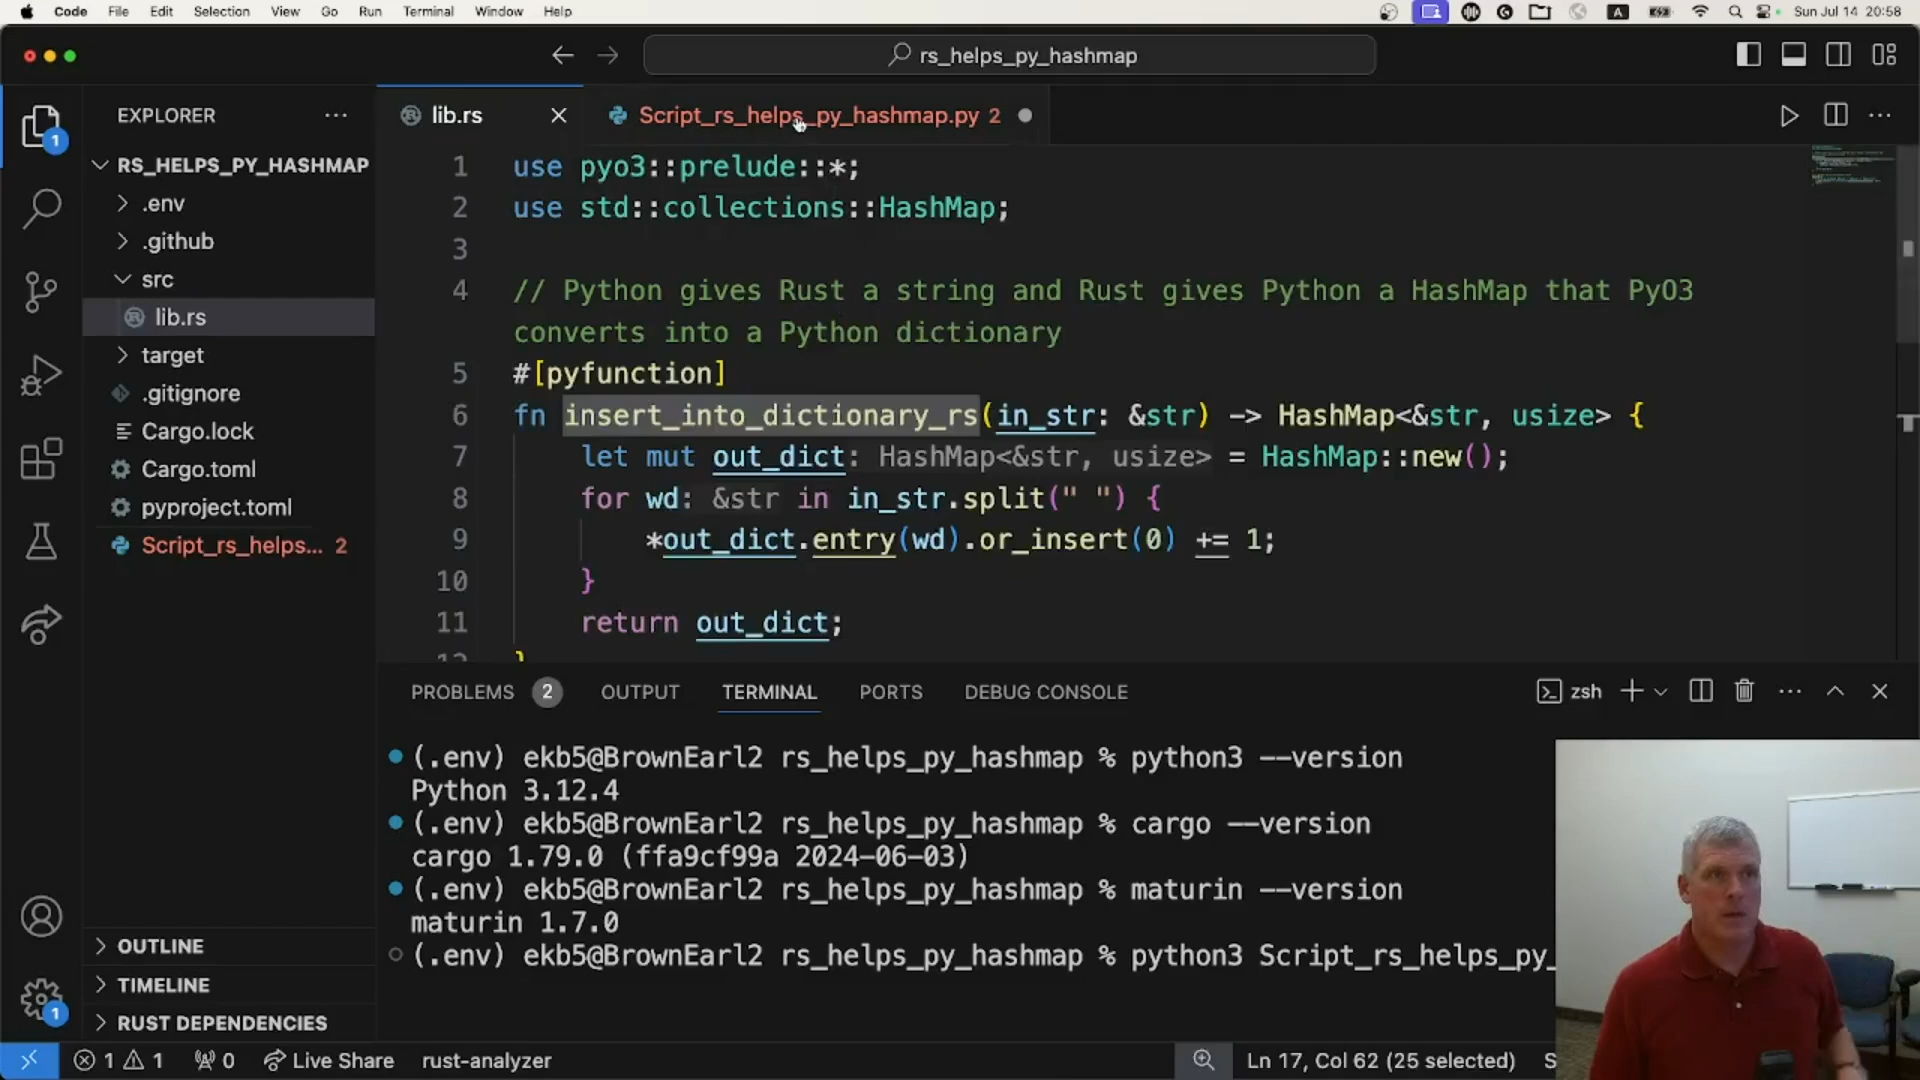 Code File Edit Selection View Go Run Terminal Window Help
A
Sun Jul 14 20:58
rs_helps_py_hashmap
EXPLORER
RS_HELPS_PY_HASHMAP
.env
.github
src
lib.rs
target
.gitignore
Cargo.lock
Cargo.toml
pyproject.toml
Script_rs_helps... 2
OUTLINE
TIMELINE
RUST DEPENDENCIES
1
1
lib.rs
Script_rs_helps_py_hashmap.py 2
1 use pyo3::prelude::*;
2 use std::collections::HashMap;
3
4 // Python gives Rust a string and Rust gives Python a HashMap that PyO3
converts into a Python dictionary
5 #[pyfunction]
6 fn insert_into_dictionary_rs(in_str: &str) -> HashMap<&str, usize> {
7 let mut out_dict: HashMap<&str, usize> = HashMap::new();
8 for wd: &str in in_str.split(" ") {
9 *out_dict.entry(wd).or_insert(0) += 1;
10 }
11 return out_dict;
12 }
PROBLEMS 2 OUTPUT TERMINAL PORTS DEBUG CONSOLE
zsh
(.env) ekb5@BrownEarl2 rs_helps_py_hashmap % python3 --version
Python 3.12.4
(.env) ekb5@BrownEarl2 rs_helps_py_hashmap % cargo --version
cargo 1.79.0 (ffa9cf99a 2024-06-03)
(.env) ekb5@BrownEarl2 rs_helps_py_hashmap % maturin --version
maturin 1.7.0
(.env) ekb5@BrownEarl2 rs_helps_py_hashmap % python3 Script_rs_helps_py_
1 1 0 Live Share rust-analyzer
Ln 17, Col 62 (25 selected) S